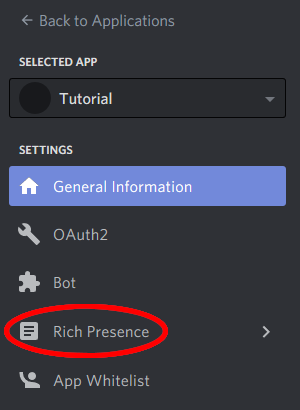 Back to Applications
SELECTED APP
Tutorial
SETTINGS
General Information
OAuth2
Bot
Rich Presence
App Whitelist